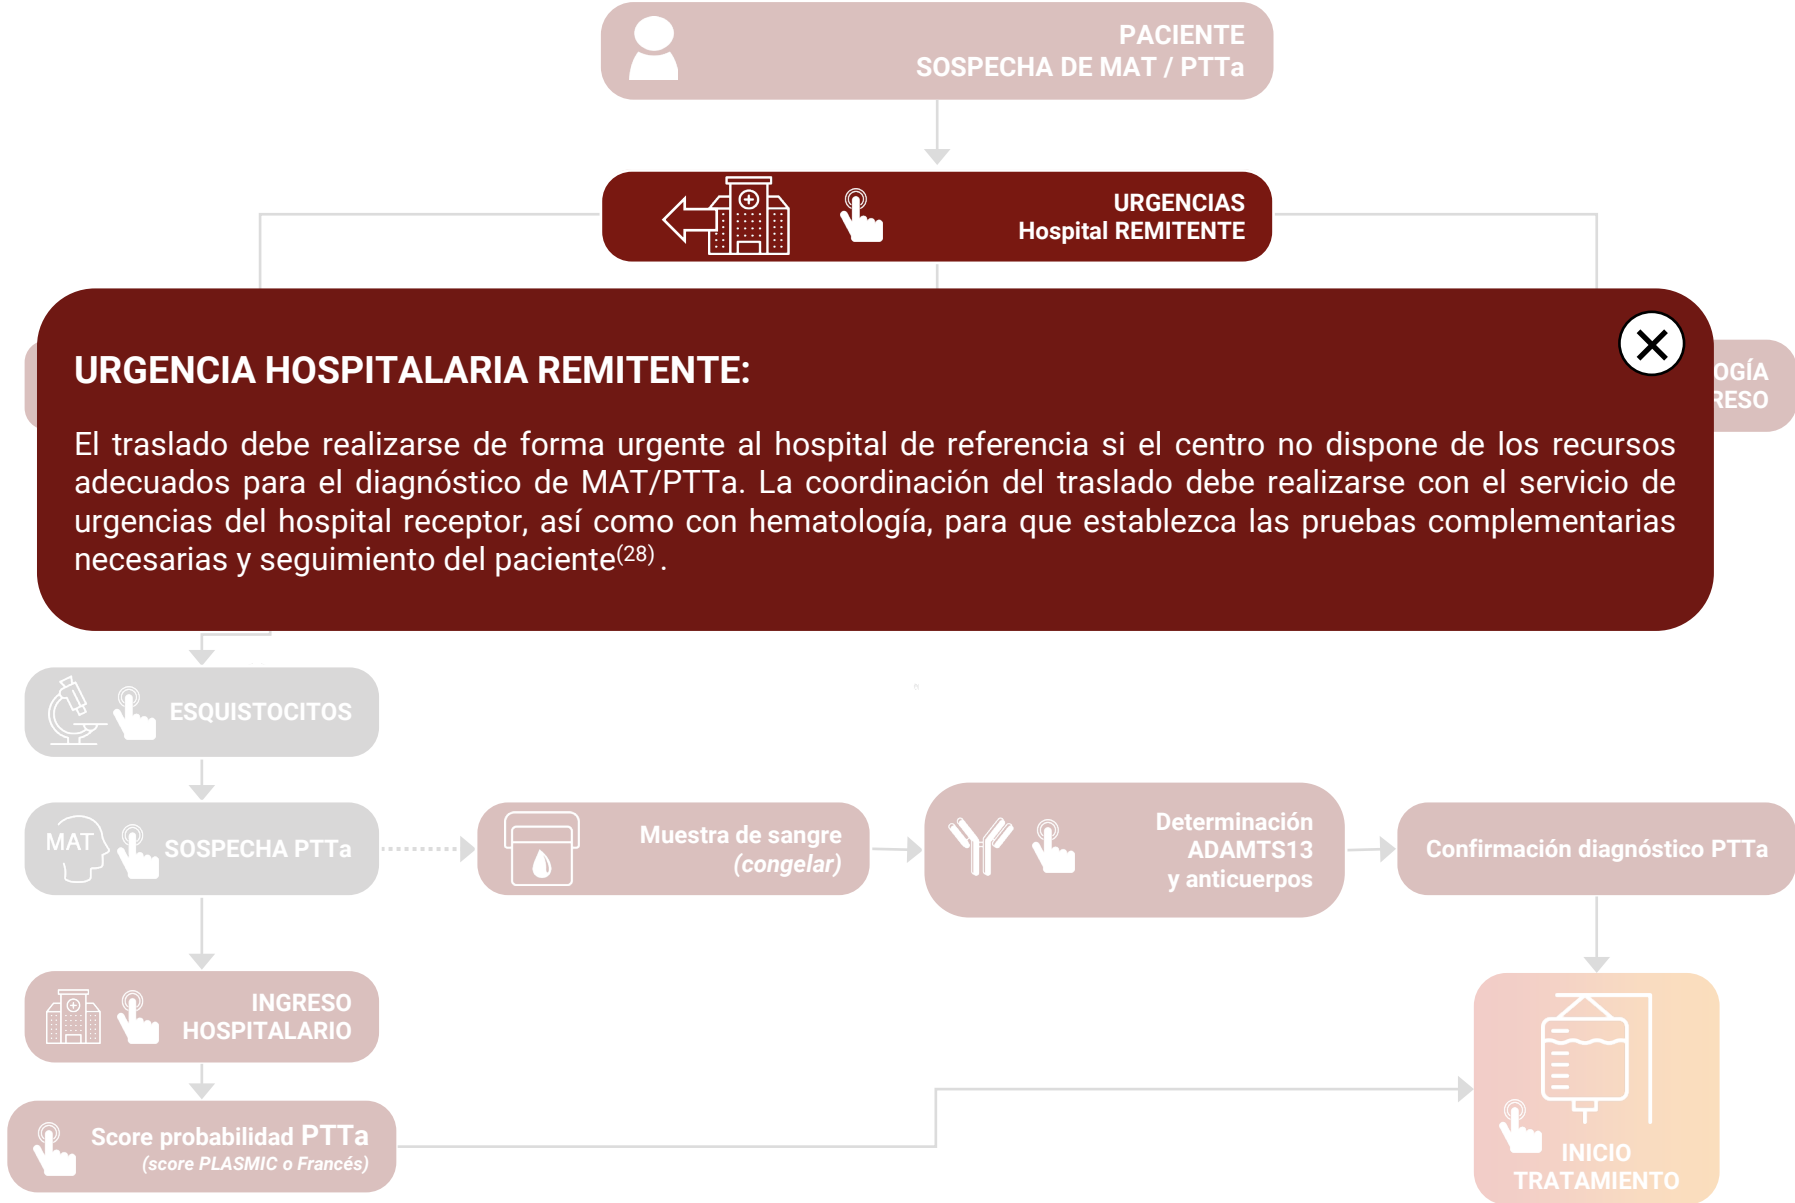 PACIENTE
SOSPECHA DE MAT / PTTa
URGENCIAS
Hospital REMITENTE
URGENCIA HOSPITALARIA REMITENTE:
El traslado debe realizarse de forma urgente al hospital de referencia si el centro no dispone de los recursos
adecuados para el diagnóstico de MAT/PTTa. La coordinación del traslado debe realizarse con el servicio de
urgencias del hospital receptor, así como con hematología, para que establezca las pruebas complementarias
necesarias y seguimiento del paciente(28) .
OGÍA
RESO
ESQUISTOCITOS
MAT
SOSPECHA PTTa
Muestra de sangre
(congelar)
Determinación
ADAMTS13
y anticuerpos
Confirmación diagnóstico PTTa
INGRESO
HOSPITALARIO
Score probabilidad PTTa
(score PLASMIC o Francés)
INICIO
TRATAMIENTO